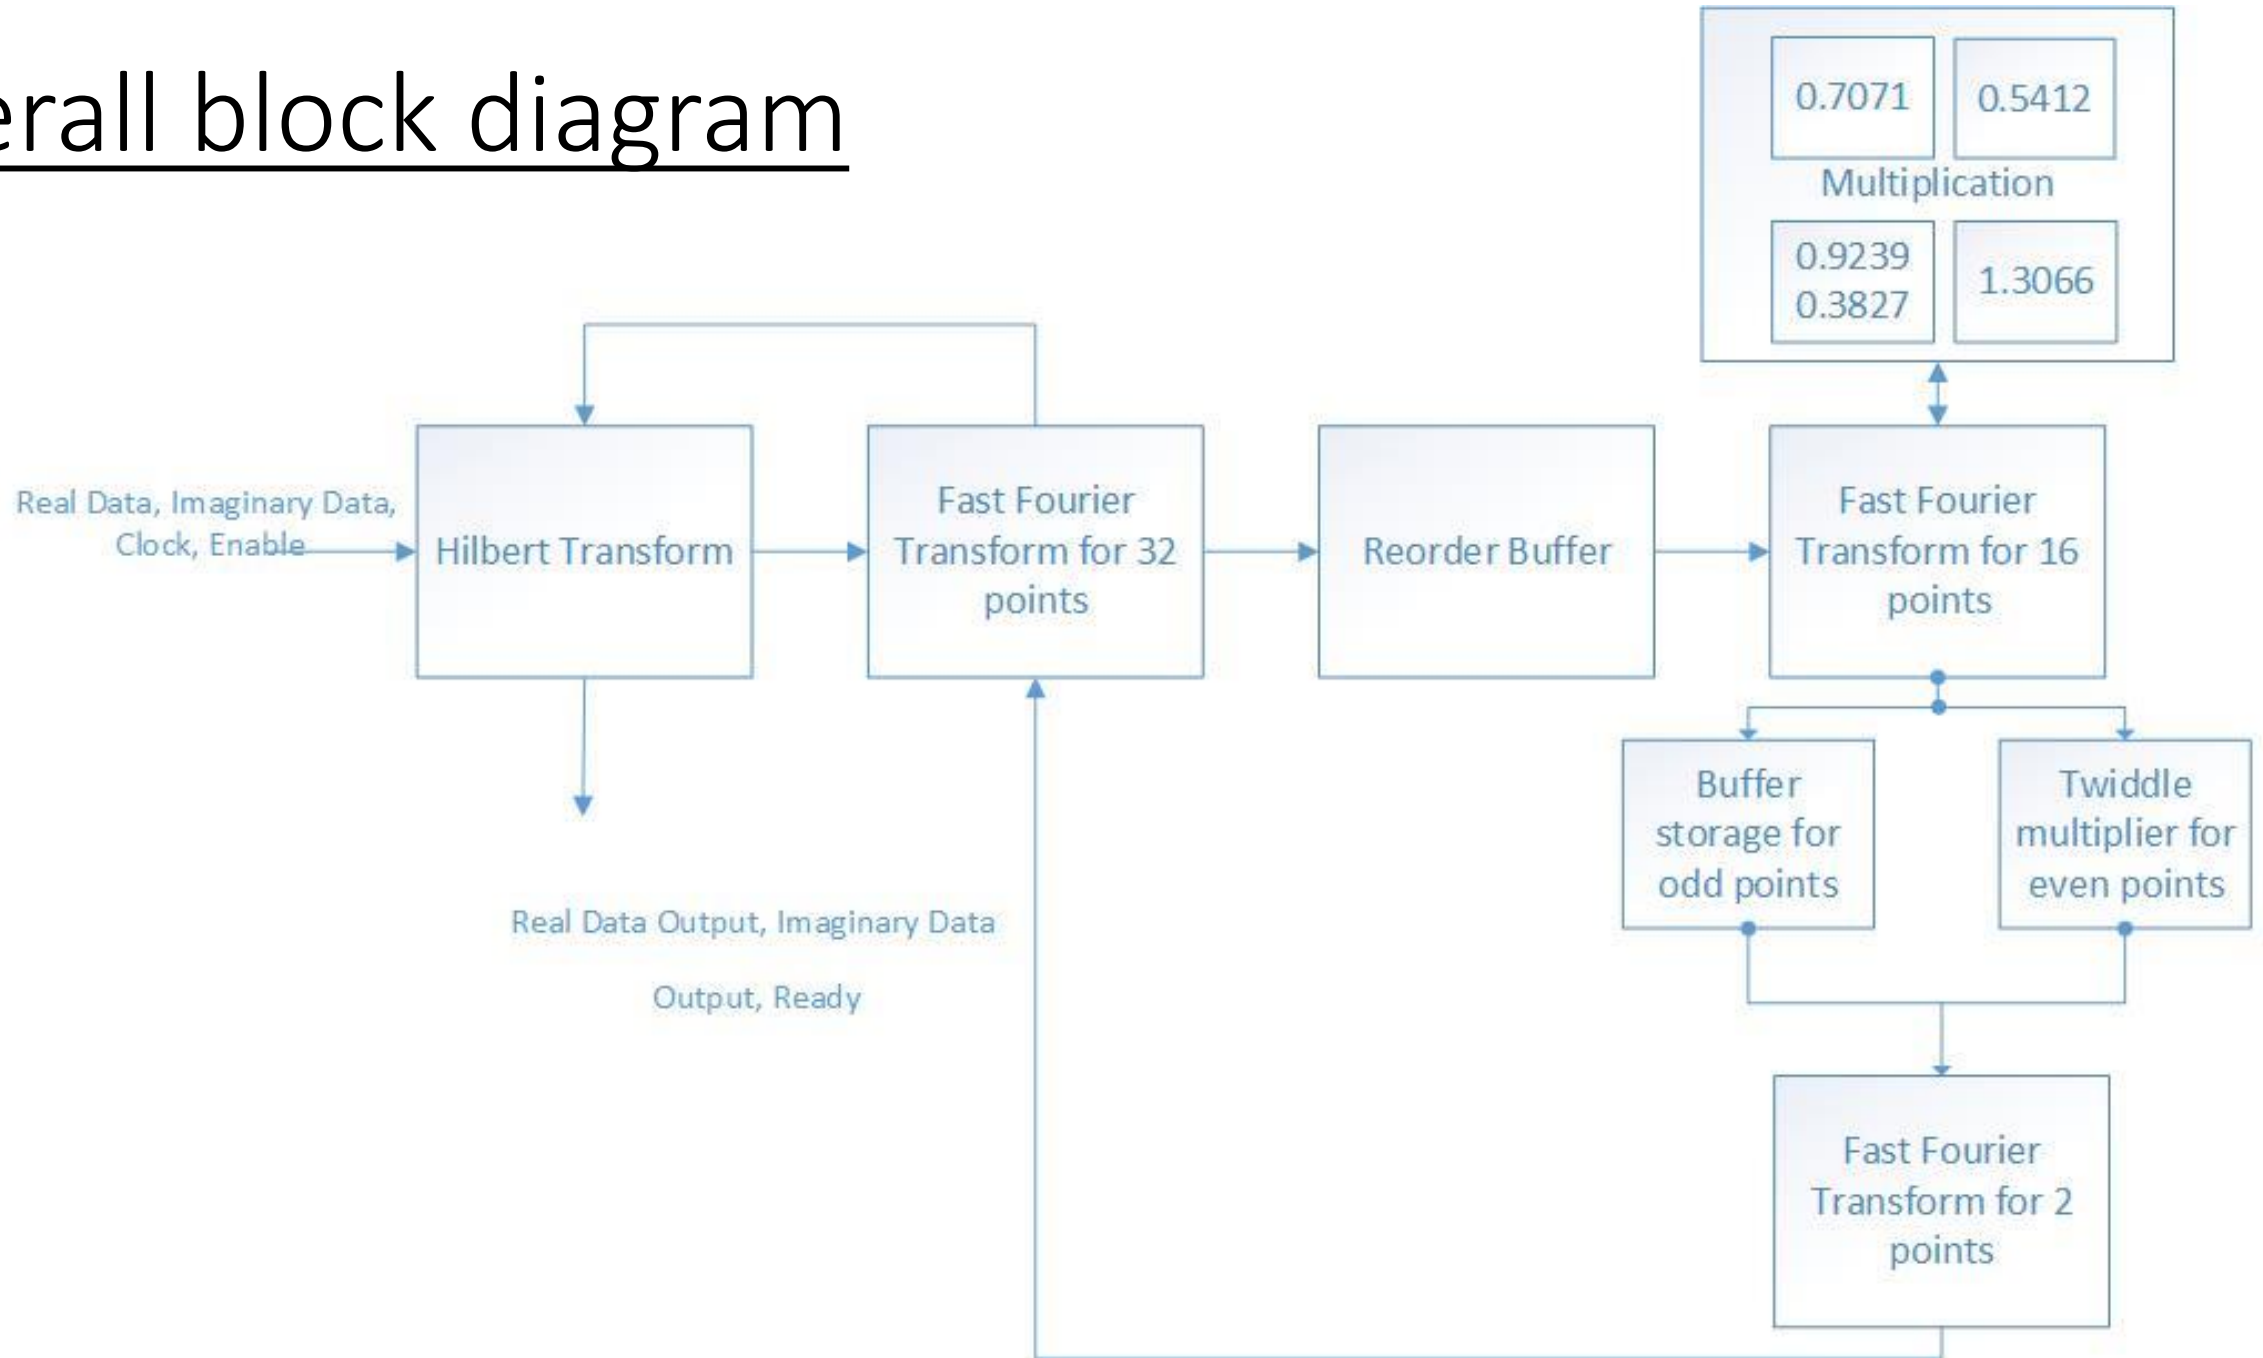 erall block diagram
0.7071
0.5412
Multiplication
0.9239
0.3827
1.3066
Real Data, Imaginary Data,
Clock, Enable
Hilbert Transform
Fast Fourier
Transform for 32
points
Reorder Buffer
Fast Fourier
Transform for 16
points
Buffer
storage for
odd points
Twiddle
multiplier for
even points
Real Data Output, Imaginary Data
Output, Ready
Fast Fourier
Transform for 2
points